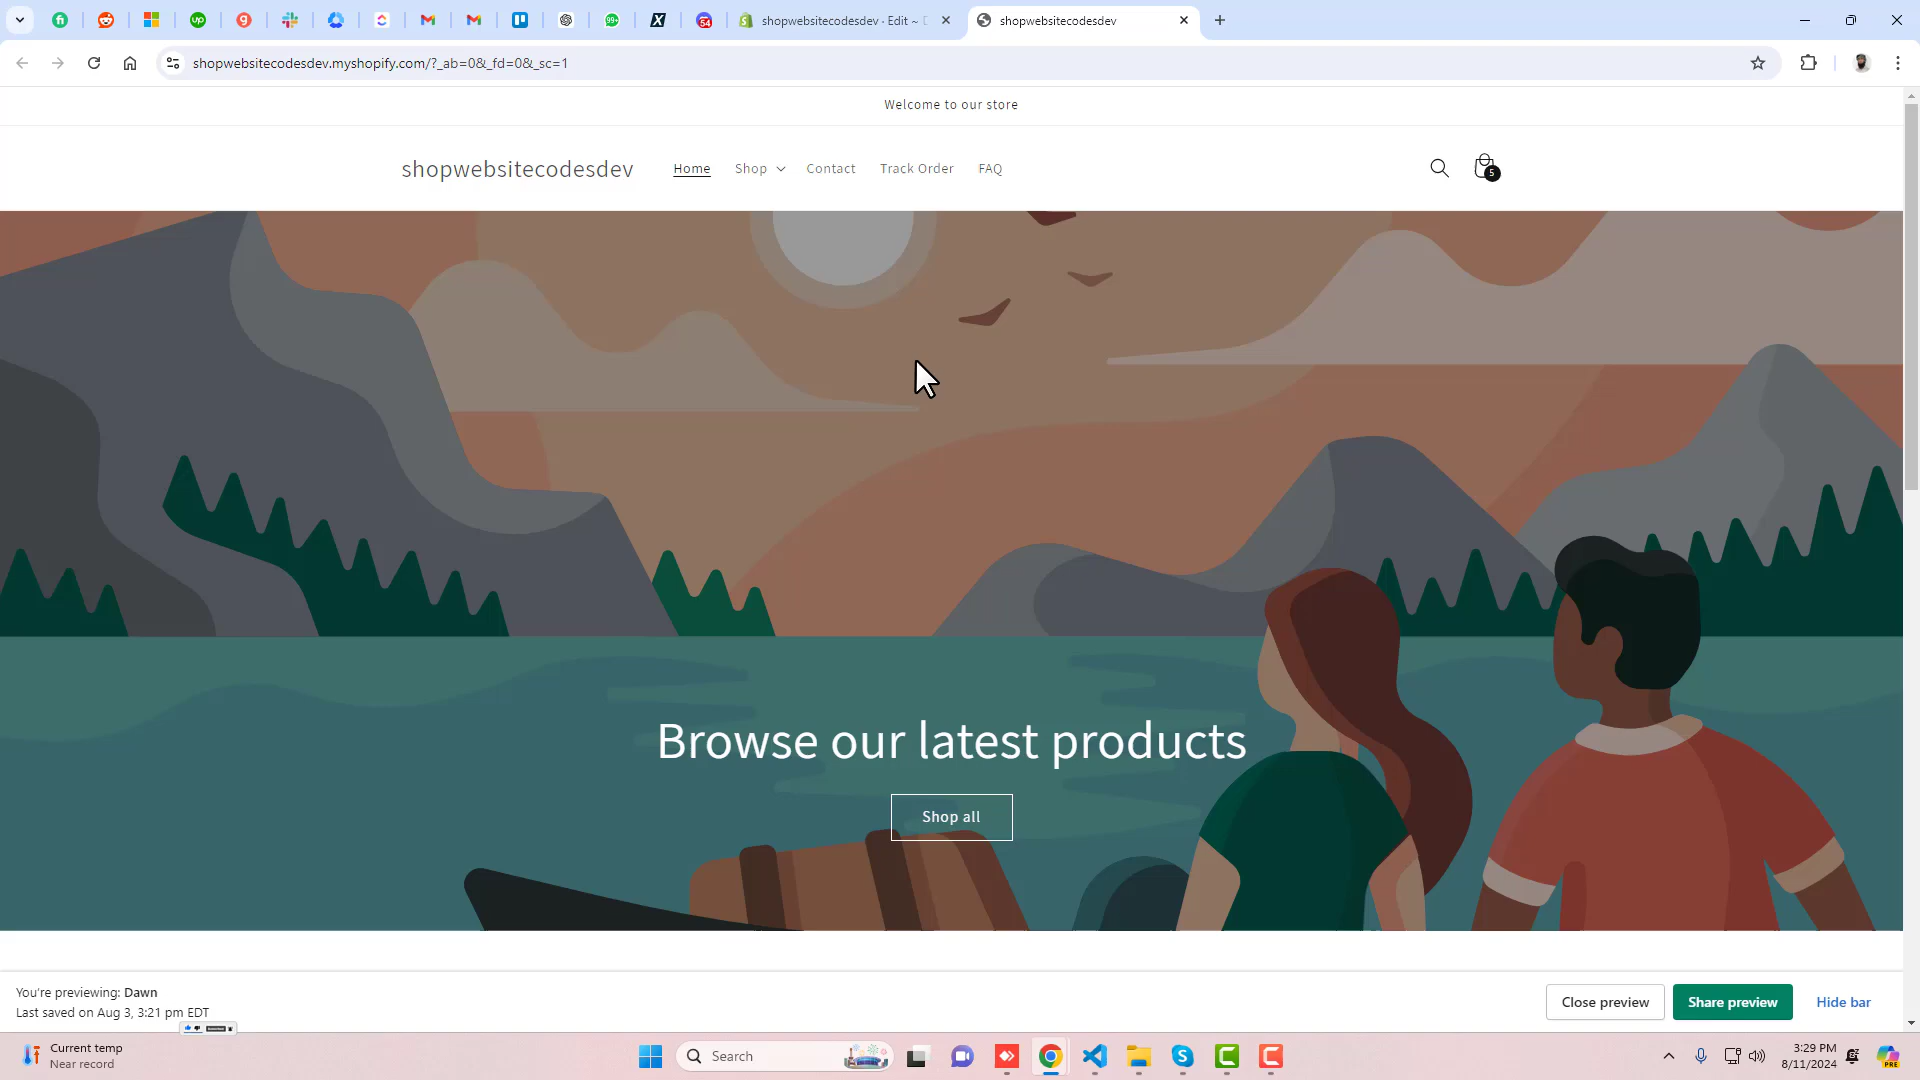 shopwebsitecodesdev - Edit ~ D
shopwebsitecodesdev
shopwebsitecodesdev.myshopify.com/?_ab=0&_fd=0&_sc=1
Welcome to our store
shopwebsitecodesdev
Home
Shop
Contact
Track Order
FAQ
5
Browse our latest products
Shop all
You're previewing: Dawn
Last saved on Aug 3, 3:21 pm EDT
Close preview
Share preview
Hide bar
Current temp
Near record
Search
3:29 PM
8/11/2024
99+
54
PRE